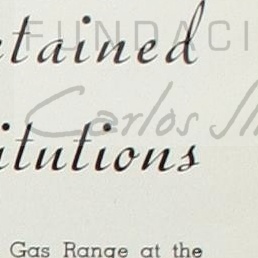 FUNDACI
tained
Carlos
itutions
Gas Range at the